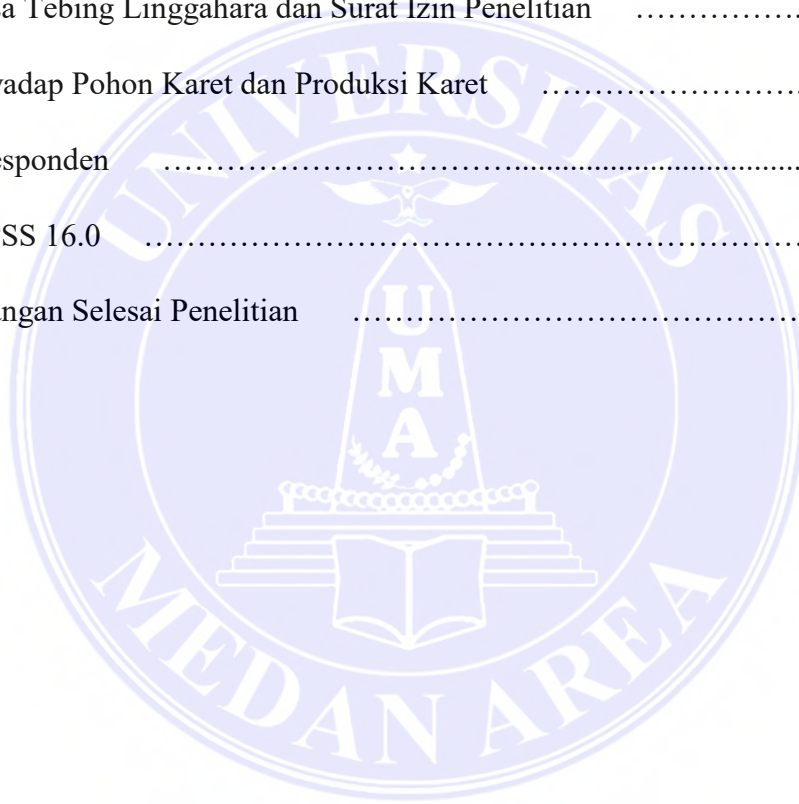 a Tebing Linggahara dan Surat Izin Penelitian ……………
adap Pohon Karet dan Produksi Karet ……………………
esponden ……………………………..........................................
SS 16.0 ……………………………………………………………
ngan Selesai Penelitian ……………………………………
UNIVERSITAS
U
M
A
MEDAN AREA